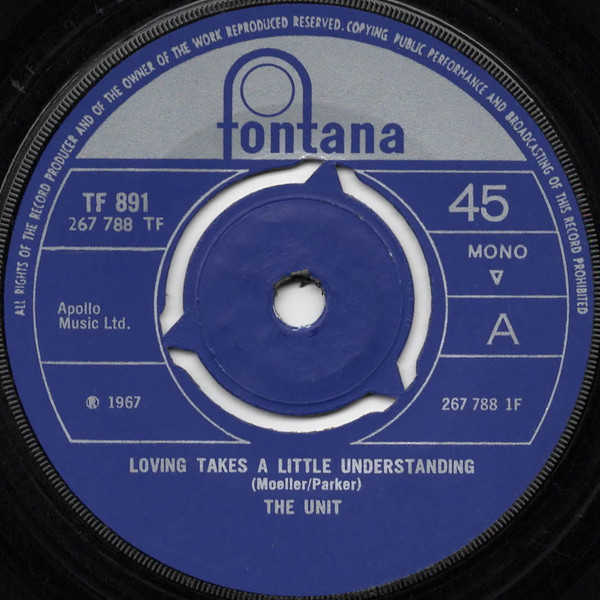 ALL RIGHTS OF THE RECORD PRODUCER AND OF THE OWNER OF THE WORK REPRODUCED RESERVED. COPYING PUBLIC PERFORMANCE AND BROADCASTING OF THIS RECORD PROHIBITED
fontana
TF 891
267 788 TF
45
MONO
A
Apollo
Music Ltd.
℗ 1967
267 788 1F
LOVING TAKES A LITTLE UNDERSTANDING
(Moeller/Parker)
THE UNIT